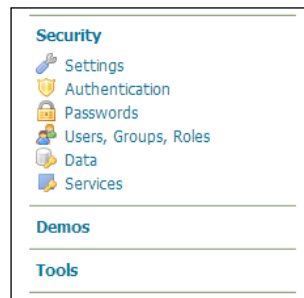 Security
Settings
Authentication
Passwords
Users, Groups, Roles
Data
Services
Demos
Tools